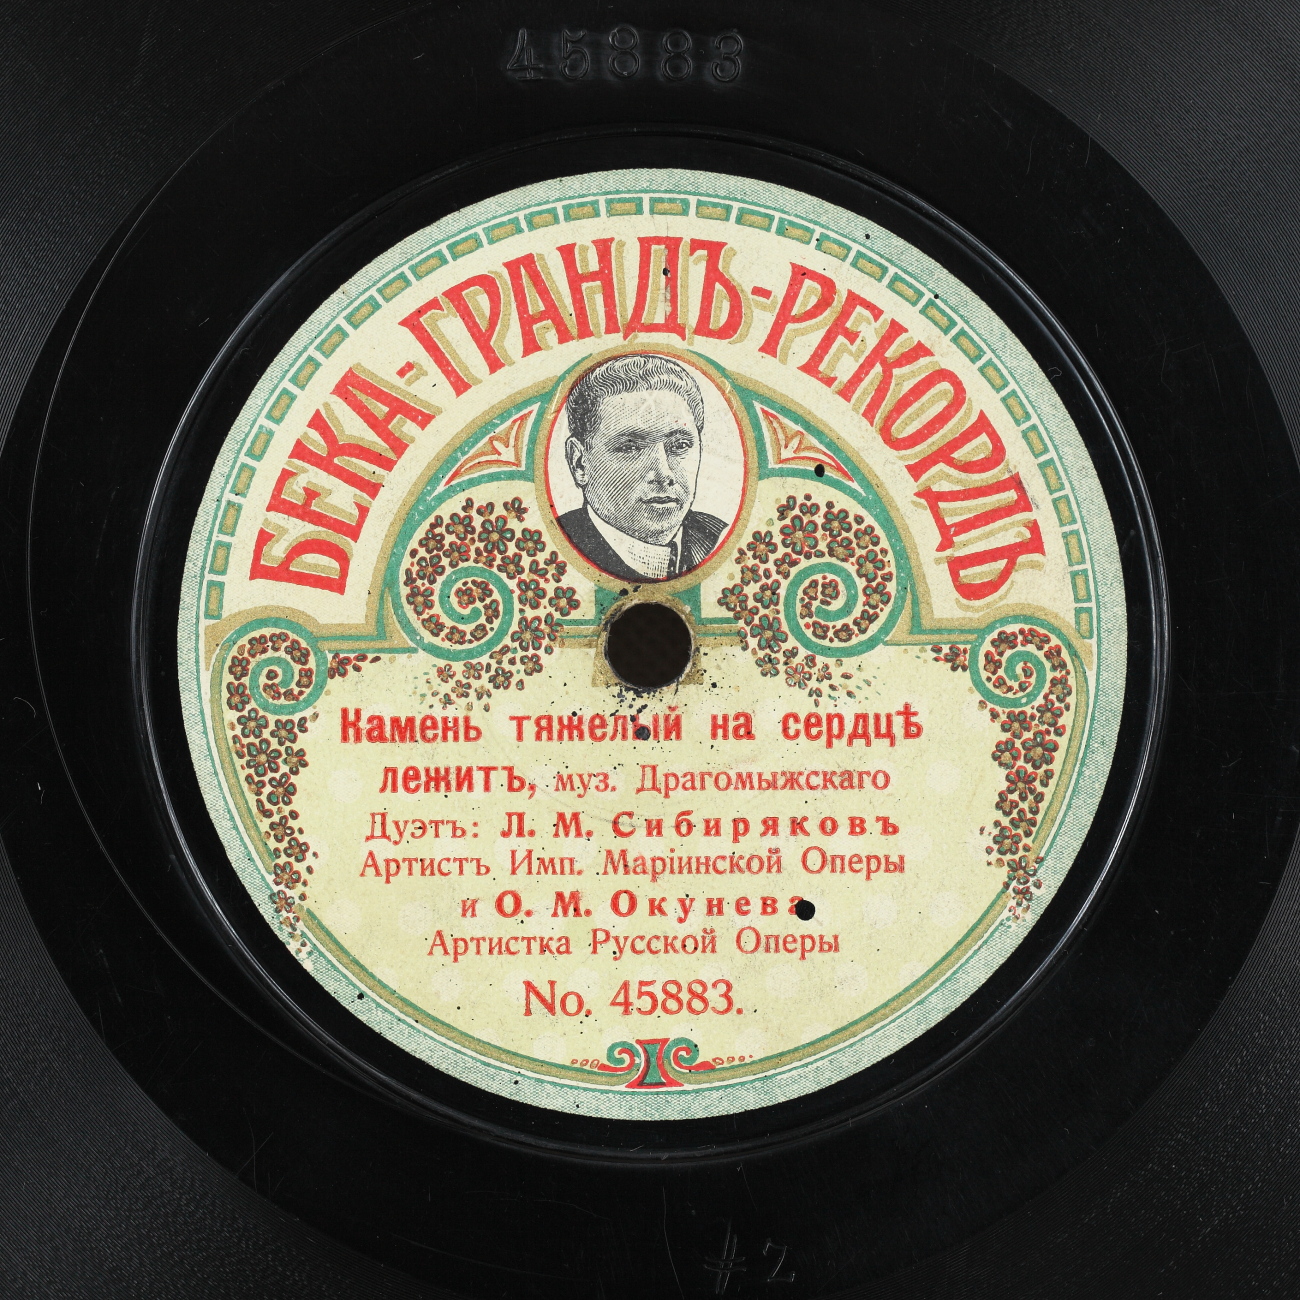 45883
БЕКА-ГРАНДЪ-РЕКОРДЪ
Камень тяжелый на сердцѣ
лежитъ, муз. Драгомыжскаго
Дуэтъ: Л. М. Сибиряковъ
Артистъ Имп. Маріинской Оперы
и О. М. Окунева
Артистка Русской Оперы
No. 45883.
#2